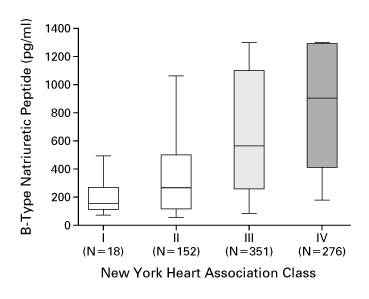 B-Type Natriuretic Peptide (pg/ml)
1400
1200
1000
800
600
400
200
0
I II III IV
(N=18) (N=152) (N=351) (N=276)
New York Heart Association Class